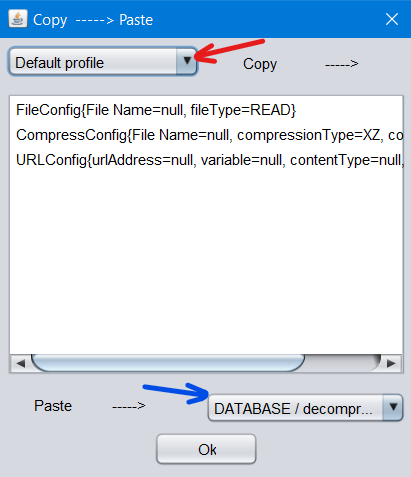 Copy -----> Paste
Default profile
Copy ----->
FileConfig{File Name=null, fileType=READ}
CompressConfig{File Name=null, compressionType=XZ, co
URLConfig{urlAddress=null, variable=null, contentType=null,
Paste ----->
DATABASE / decompr...
Ok